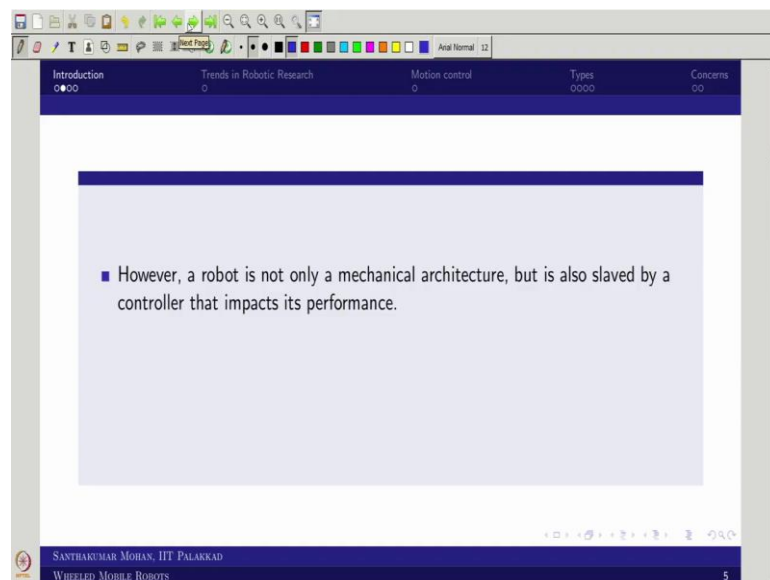 Next Page
Arial Normal 12
Introduction Trends in Robotic Research Motion control Types Concerns
However, a robot is not only a mechanical architecture, but is also slaved by a
controller that impacts its performance.
SANTHAKUMAR MOHAN, IIT PALAKKAD
WHEELED MOBILE ROBOTS 5